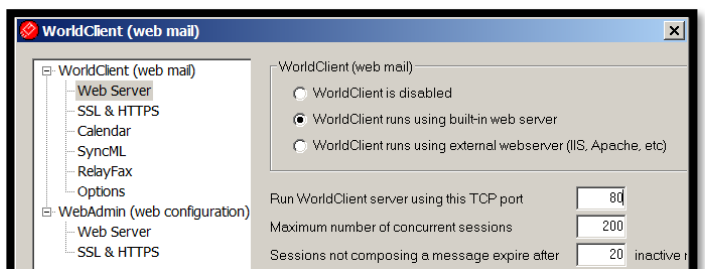 WorldClient (web mail)
WorldClient (web mail)
Web Server
SSL & HTTPS
Calendar
SyncML
RelayFax
Options
WebAdmin (web configuration)
Web Server
SSL & HTTPS
WorldClient (web mail)
WorldClient is disabled
WorldClient runs using built-in web server
WorldClient runs using external webserver (IIS, Apache, etc)
Run WorldClient server using this TCP port 80
Maximum number of concurrent sessions 200
Sessions not composing a message expire after 20 inactive